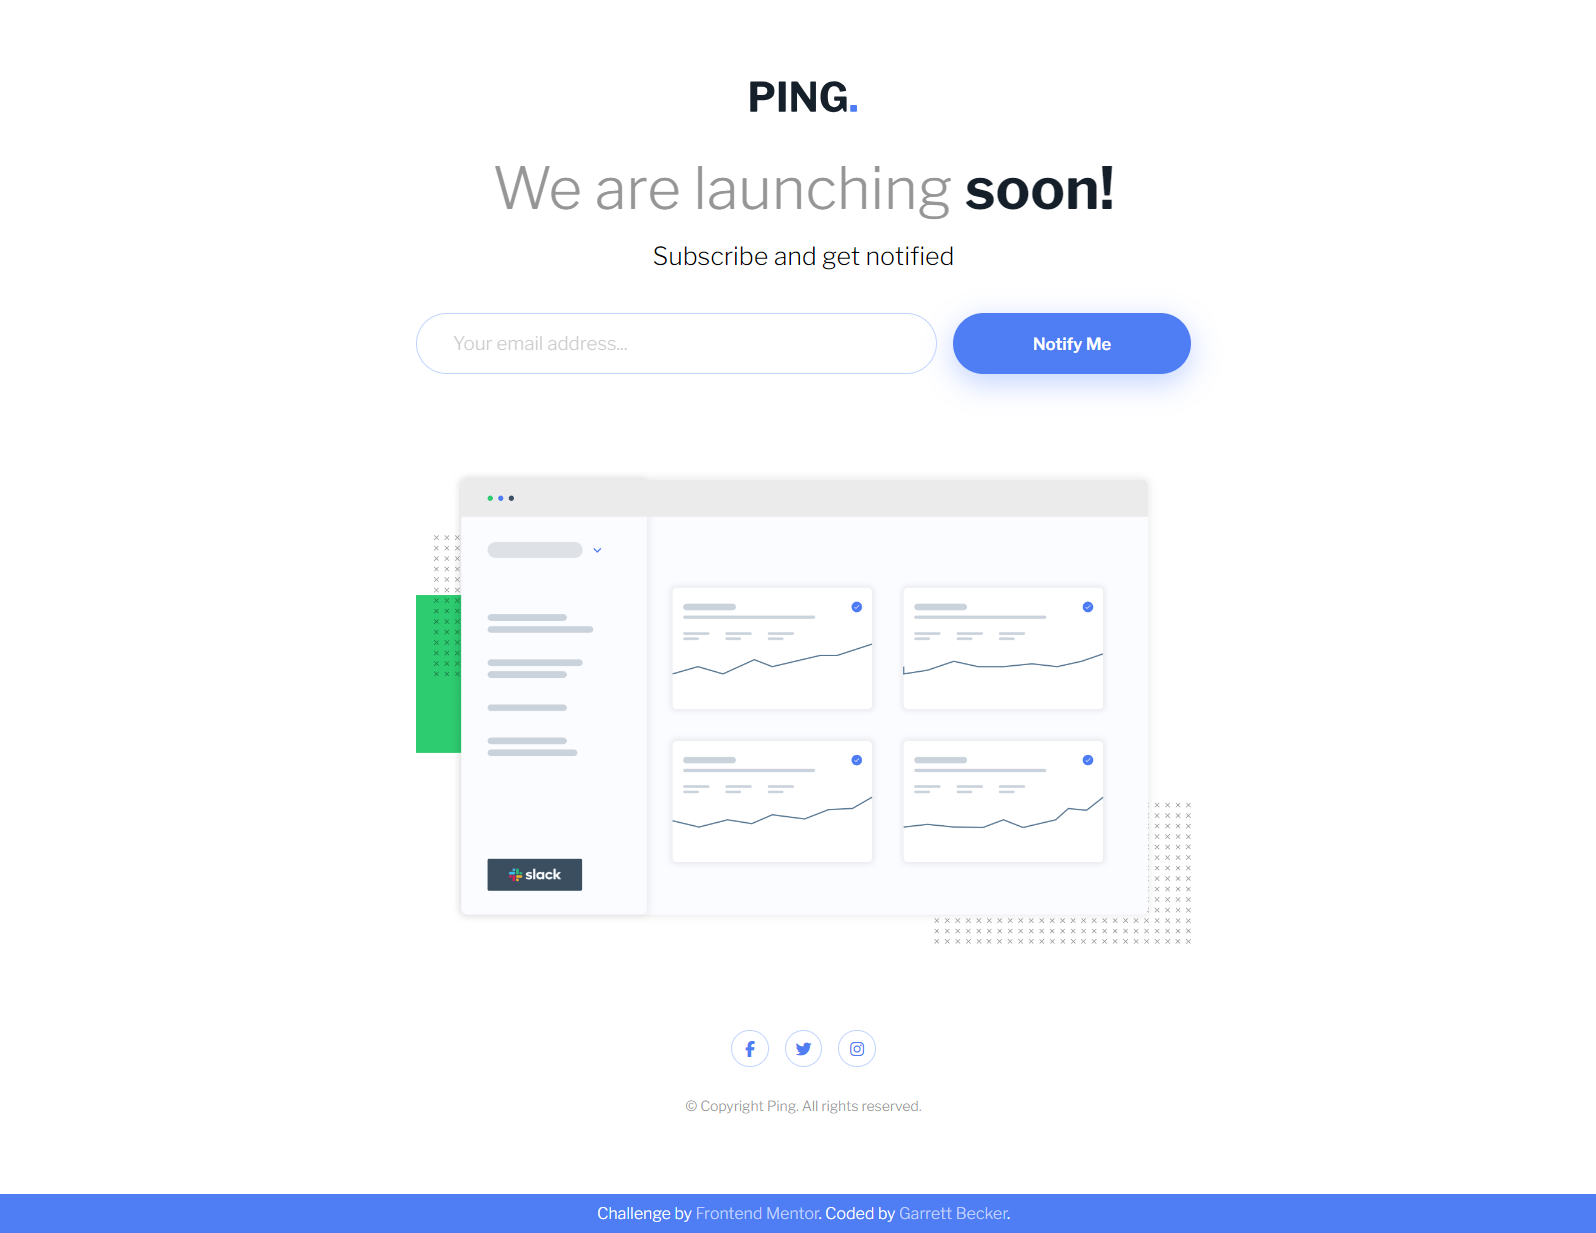 PING.
We are launching soon!
Subscribe and get notified
Your email address...
Notify Me
slack
© Copyright Ping. All rights reserved.
Challenge by Frontend Mentor. Coded by Garrett Becker.